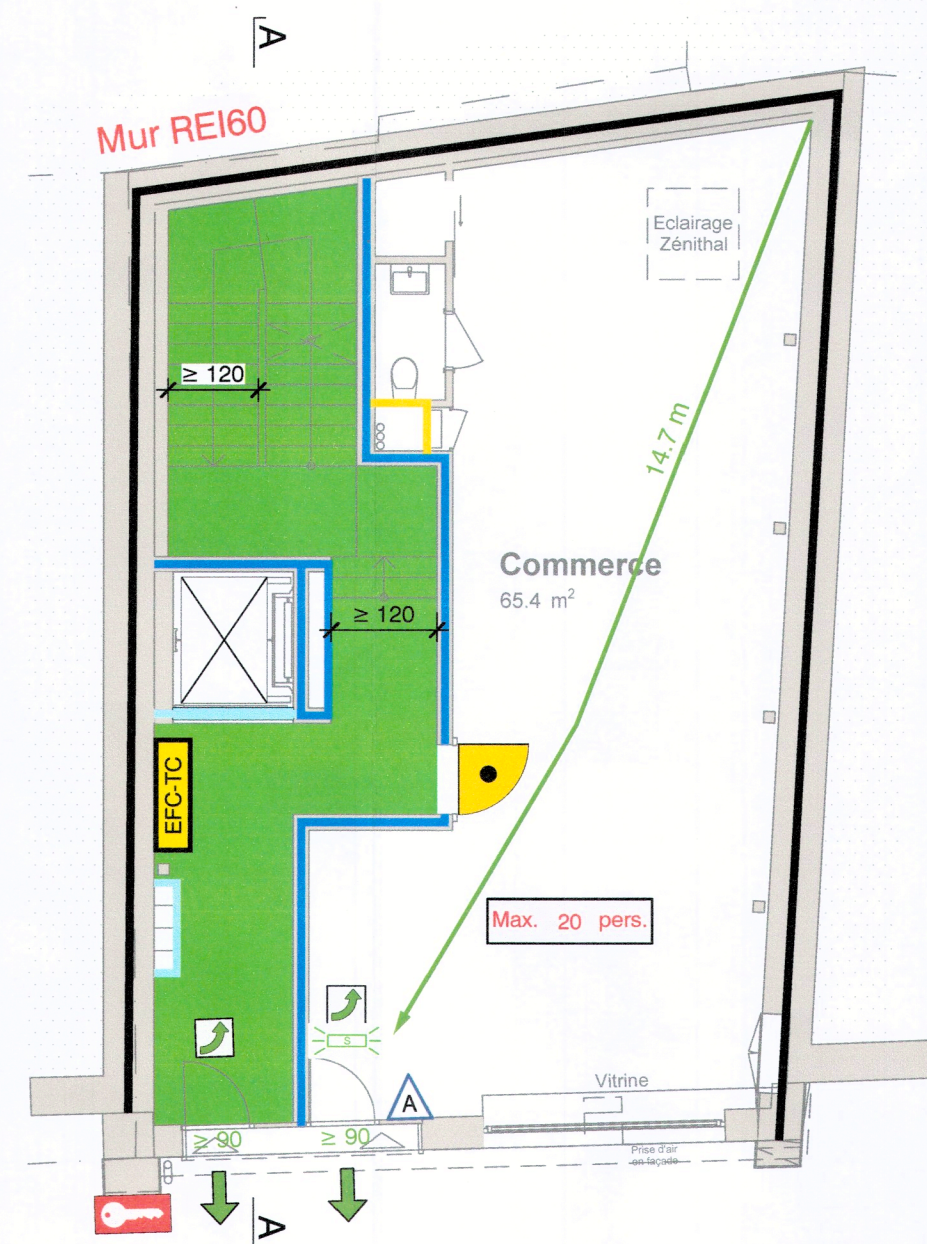 A
Mur REI60
Eclairage
Zénithal
≥ 120
14.7 m
Commerce
65.4 m2
≥ 120
EFC-TC
Max. 20 pers.
S
A
Vitrine
≥ 90
≥ 90
Prise d'air
en façade
A